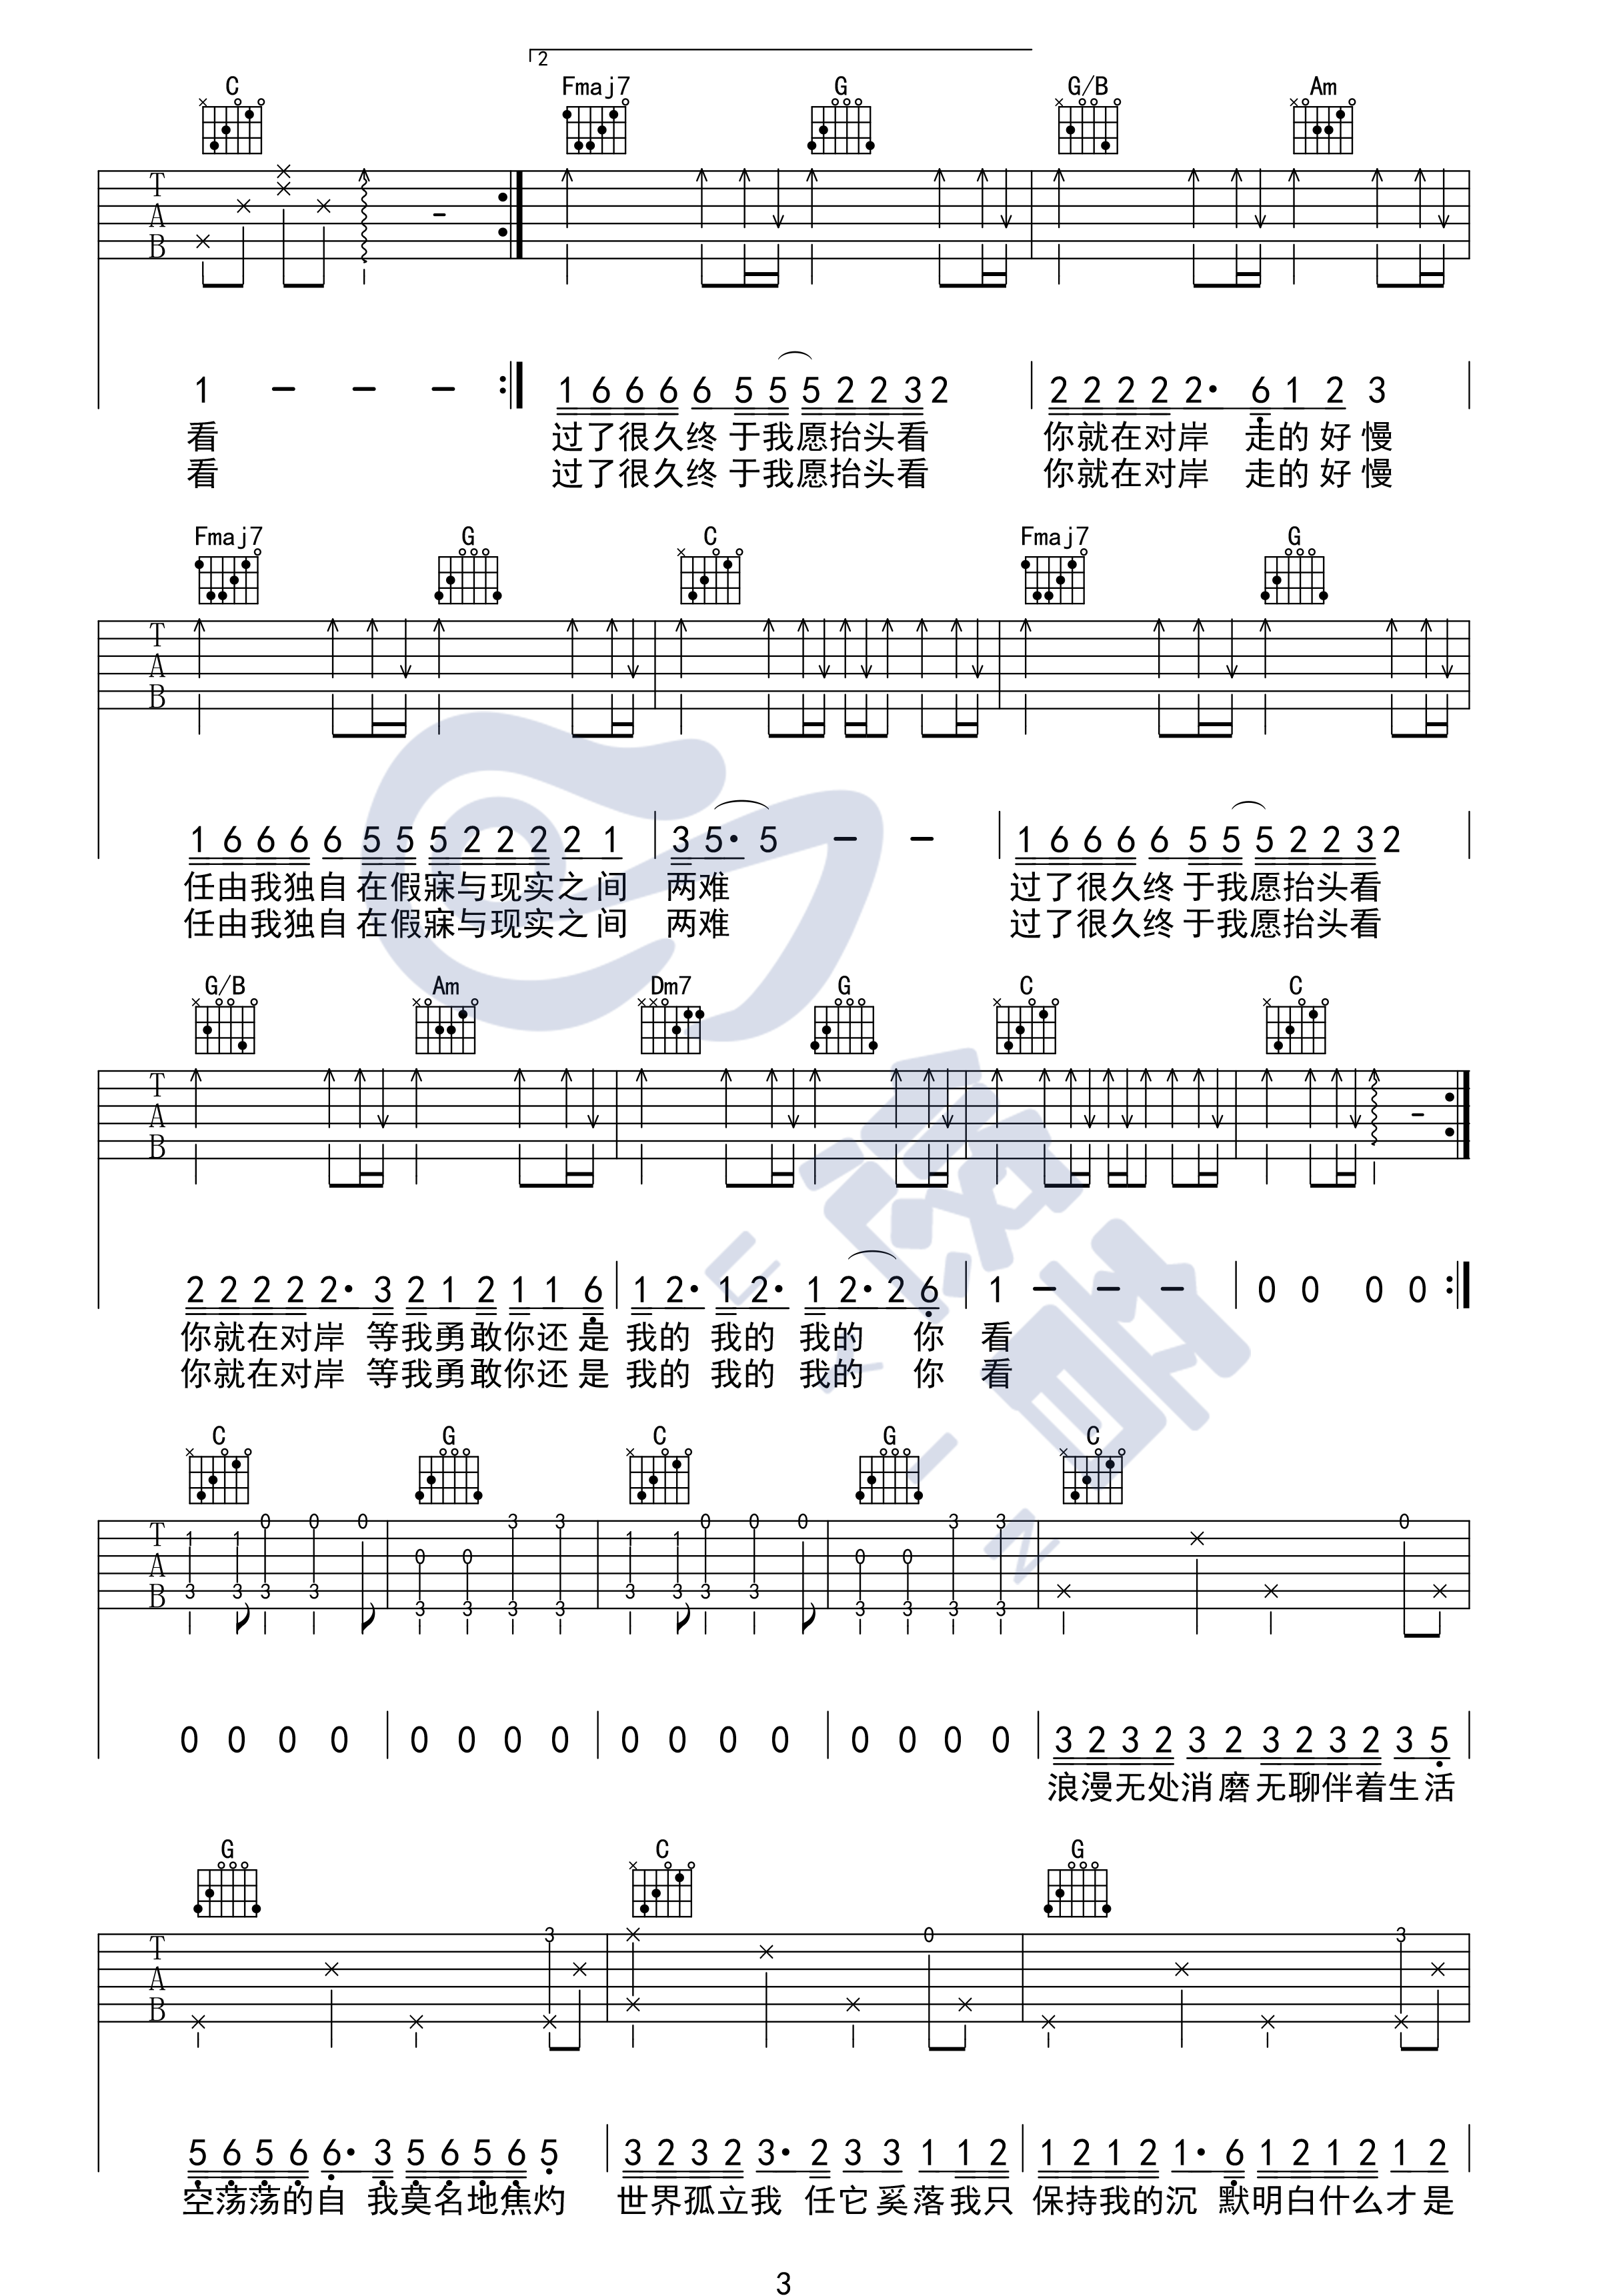 2
C Fmaj7 G G/B Am
T
A
B
1 - - - 1 6 6 6 6 5 5 5 2 2 3 2 2 2 2 2 2· 6 1 2 3
看 过了很久终 于我愿抬头看 你就在对岸 走的好慢
看 过了很久终 于我愿抬头看 你就在对岸 走的好慢
Fmaj7 G C Fmaj7 G
T
A
B
1 6 6 6 6 5 5 5 2 2 2 2 1 3 5· 5 - - 1 6 6 6 6 5 5 5 2 2 3 2
任由我独自 在假寐与现实之间 两难 过了很久终 于我愿抬头看
任由我独自 在假寐与现实之间 两难 过了很久终 于我愿抬头看
G/B Am Dm7 G C C
T
A
B
2 2 2 2 2· 3 2 1 2 1 1 6 1 2· 1 2· 1 2· 2 6 1 - - - 0 0 0 0
你就在对岸 等我勇敢你还是 我的 我的 我的 你 看
你就在对岸 等我勇敢你还是 我的 我的 我的 你 看
C G C G C
T
A
B
1 1 0 0 0 0 0 3 3 1 1 0 0 0 0 0 3 3 0
3 3 3 3 3 3 3 3 3 3 3 3 3 3 3 3
0 0 0 0 0 0 0 0 0 0 0 0 0 0 0 0 3 2 3 2 3 2 3 2 3 2 3 5
浪漫无处消磨无聊伴着生活
G C G
T
A
B
3 0 3
5 6 5 6 6· 3 5 6 5 6 5 3 2 3 2 3· 2 3 3 1 1 2 1 2 1 2 1· 6 1 2 1 2 1 2
空荡荡的自 我莫名地焦灼 世界孤立我 任它奚落我只 保持我的沉 默明白什么才是
3